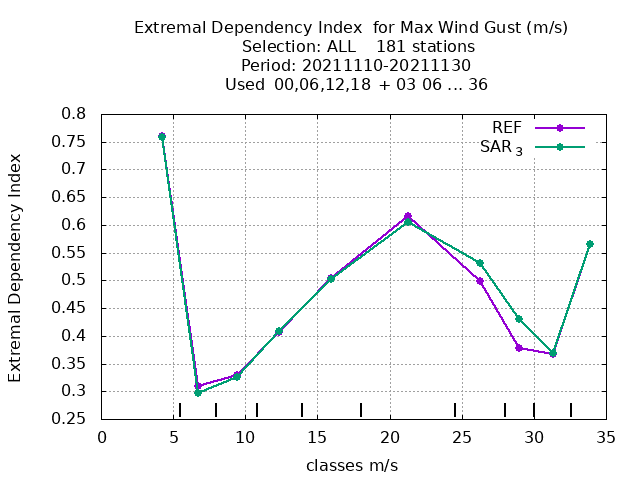 Extremal Dependency Index  for Max Wind Gust (m/s)
Selection: ALL    181 stations
Period: 20211110-20211130
Used  00,06,12,18  + 03 06 ... 36
REF
SAR 3
0.8
0.75
0.7
0.65
0.6
0.55
0.5
0.45
0.4
0.35
0.3
0.25
Extremal Dependency Index
0 5 10 15 20 25 30 35
classes m/s